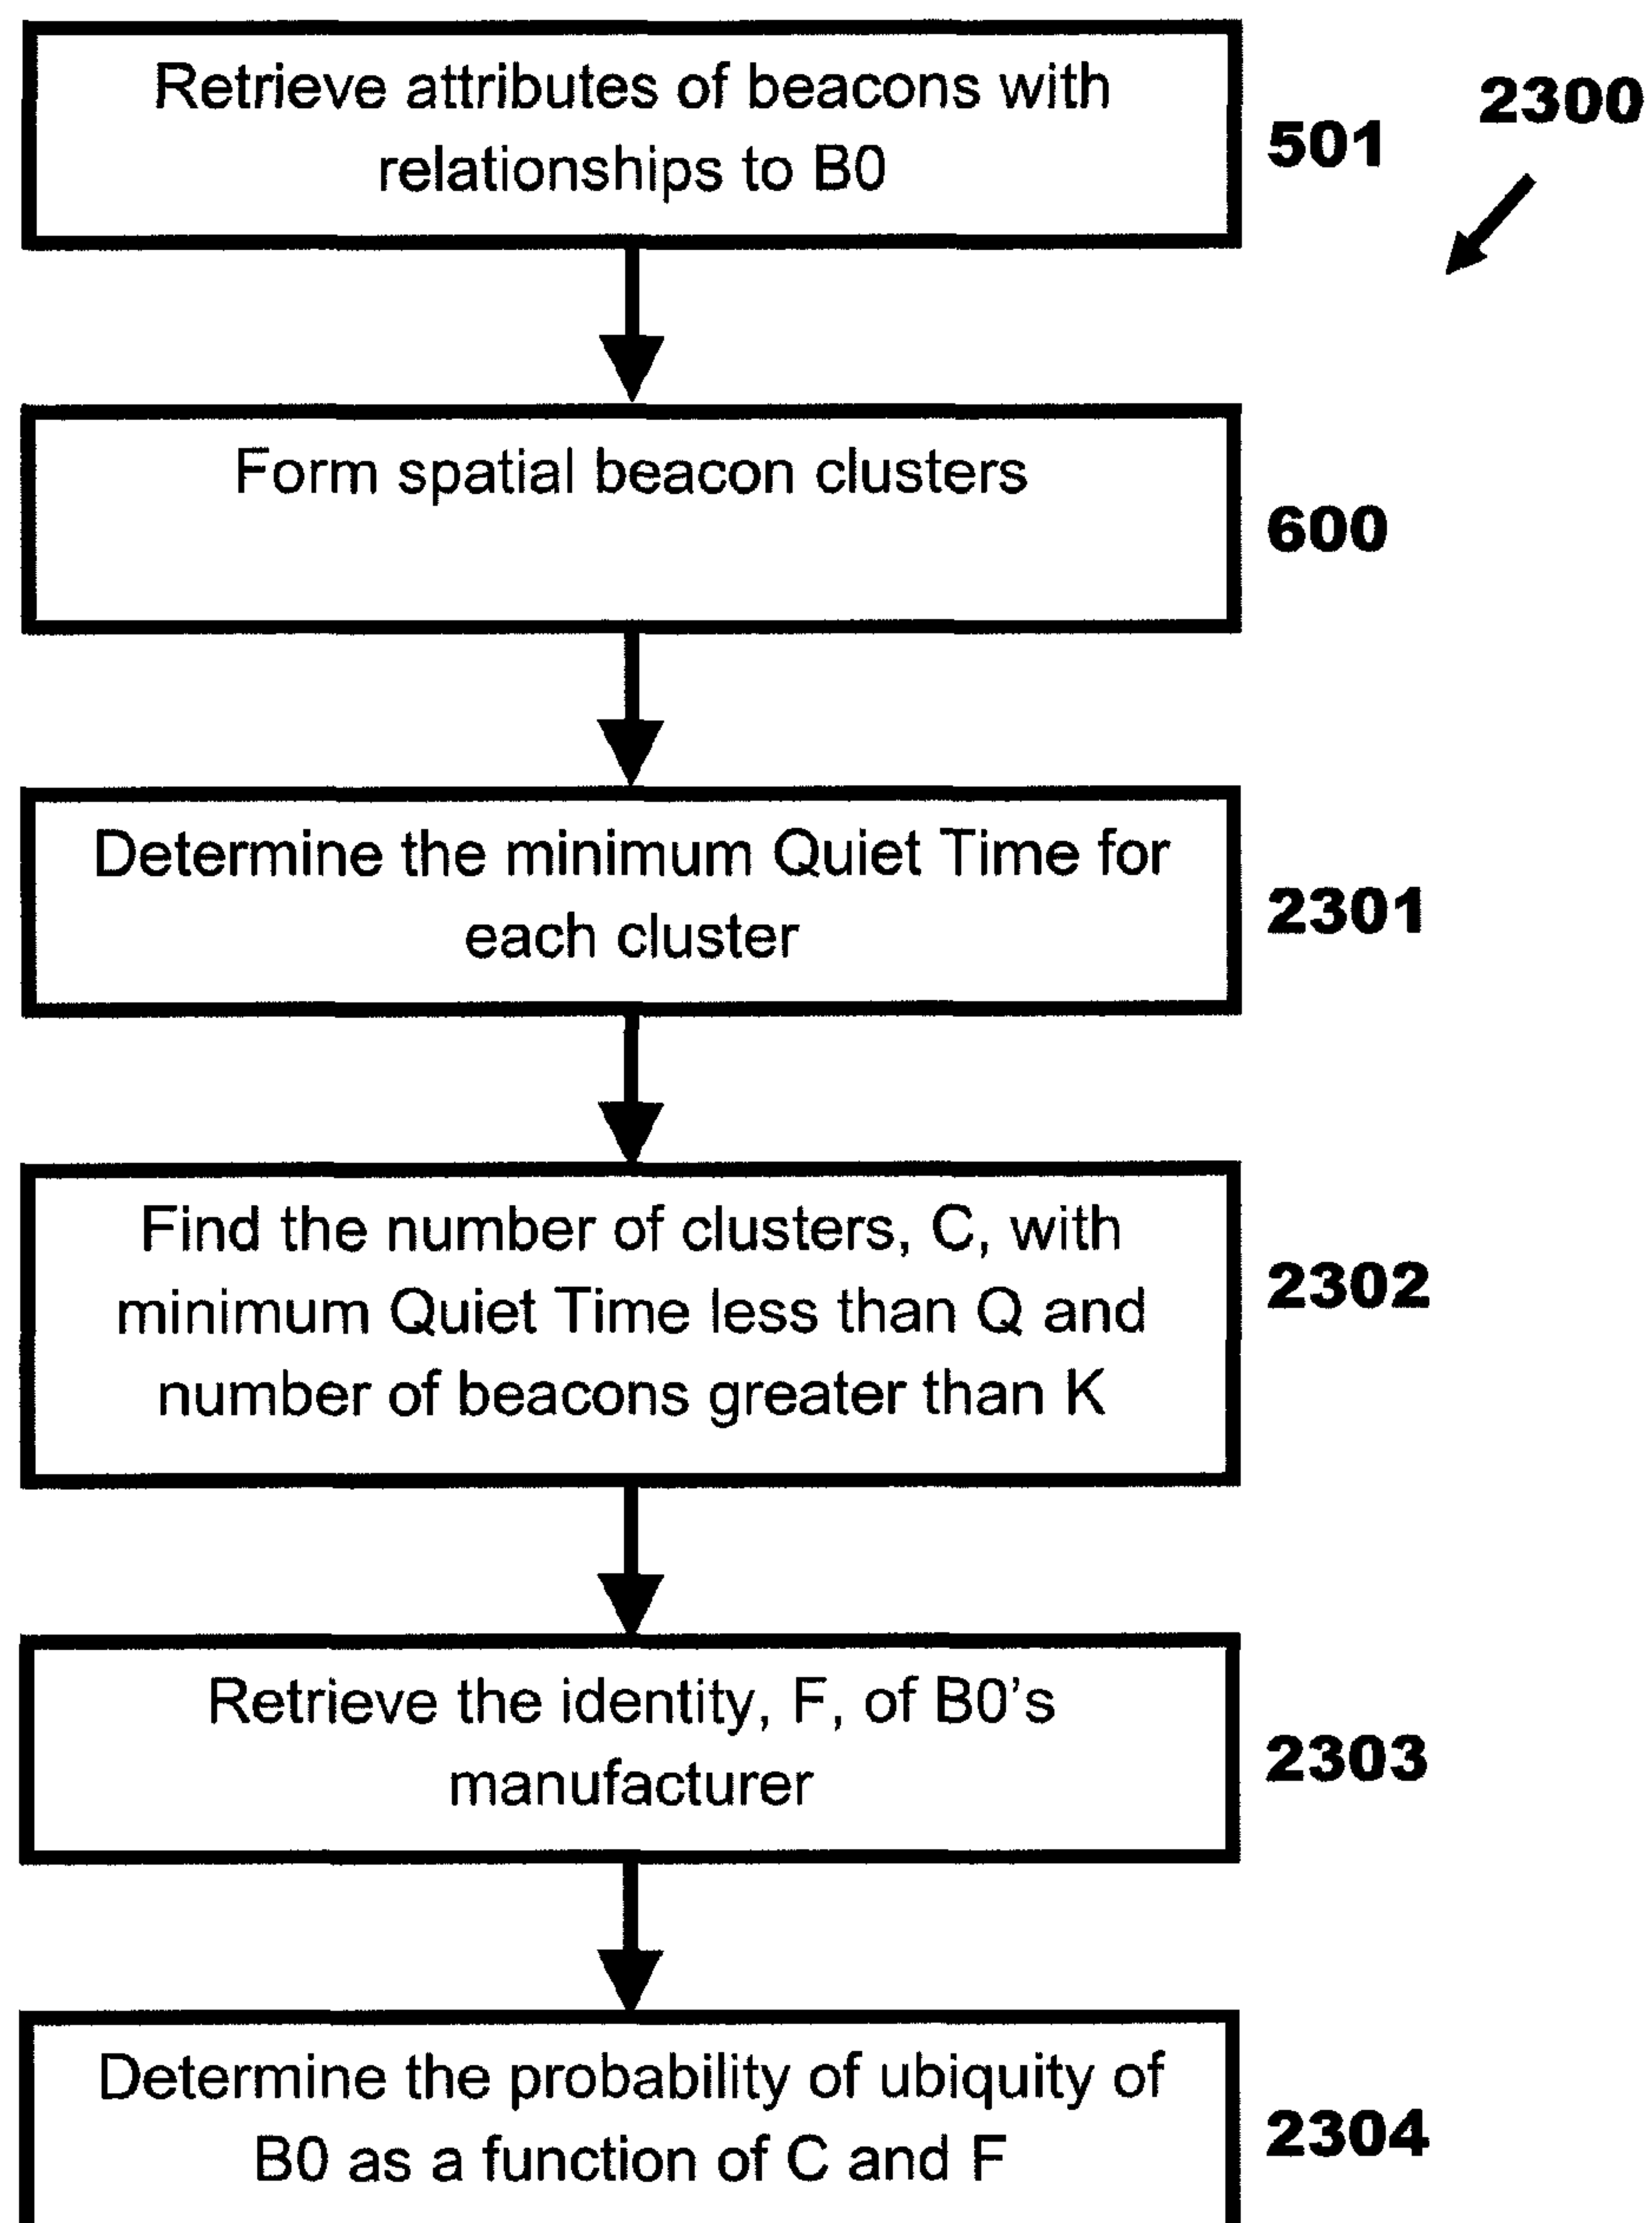 Retrieve attributes of beacons with
relationships to B0
501
2300
Form spatial beacon clusters
600
Determine the minimum Quiet Time for
each cluster
2301
Find the number of clusters, C, with
minimum Quiet Time less than Q and
number of beacons greater than K
2302
Retrieve the identity, F, of B0’s
manufacturer
2303
Determine the probability of ubiquity of
B0 as a function of C and F
2304